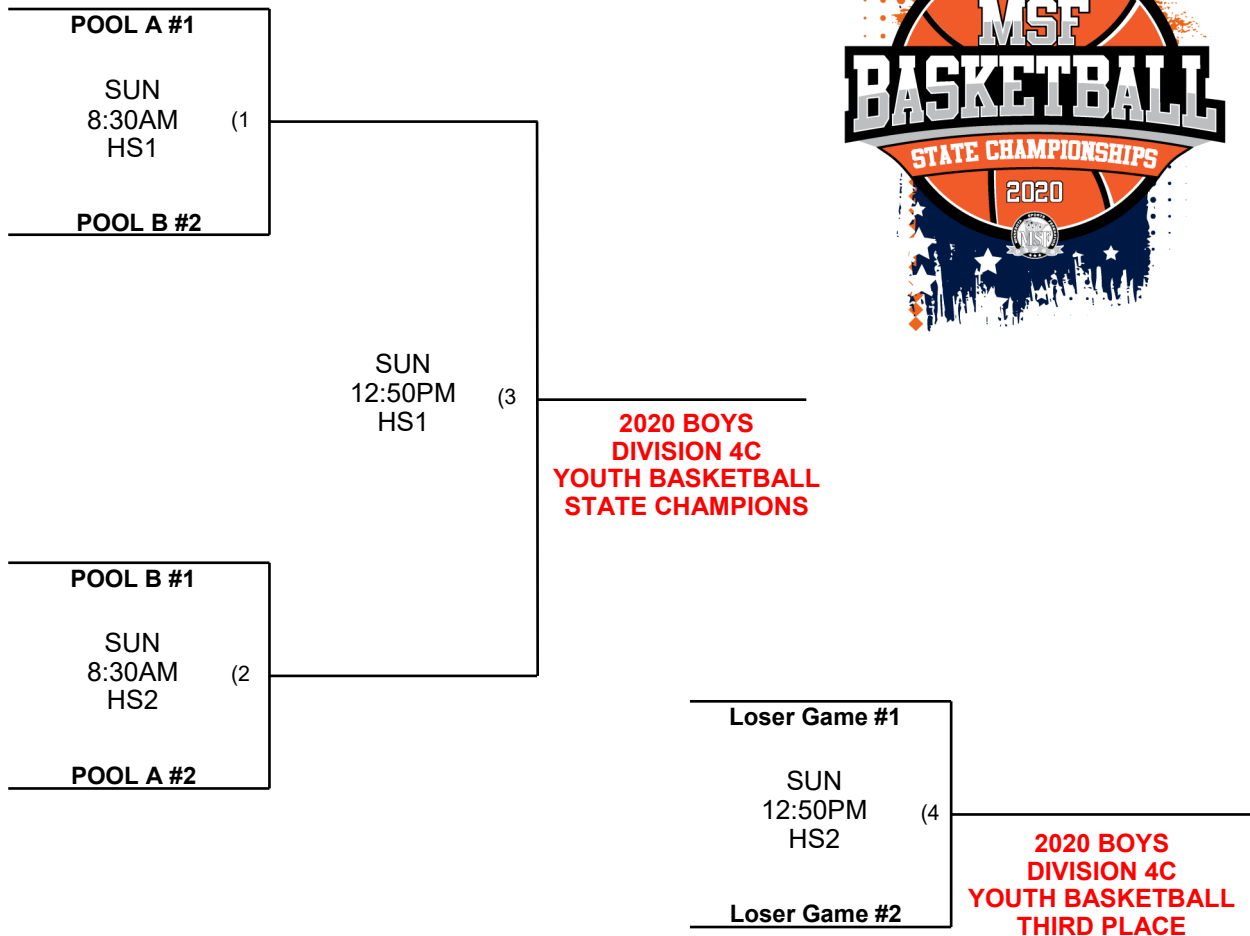 POOL A #1
SUN
8:30AM (1
HS1
POOL B #2
MSF
BASKETBALL
STATE CHAMPIONSHIPS
2020
MSF
SUN
12:50PM (3
HS1
2020 BOYS
DIVISION 4C
YOUTH BASKETBALL
STATE CHAMPIONS
POOL B #1
SUN
8:30AM (2
HS2
POOL A #2
Loser Game #1
SUN
12:50PM (4
HS2
Loser Game #2
2020 BOYS
DIVISION 4C
YOUTH BASKETBALL
THIRD PLACE